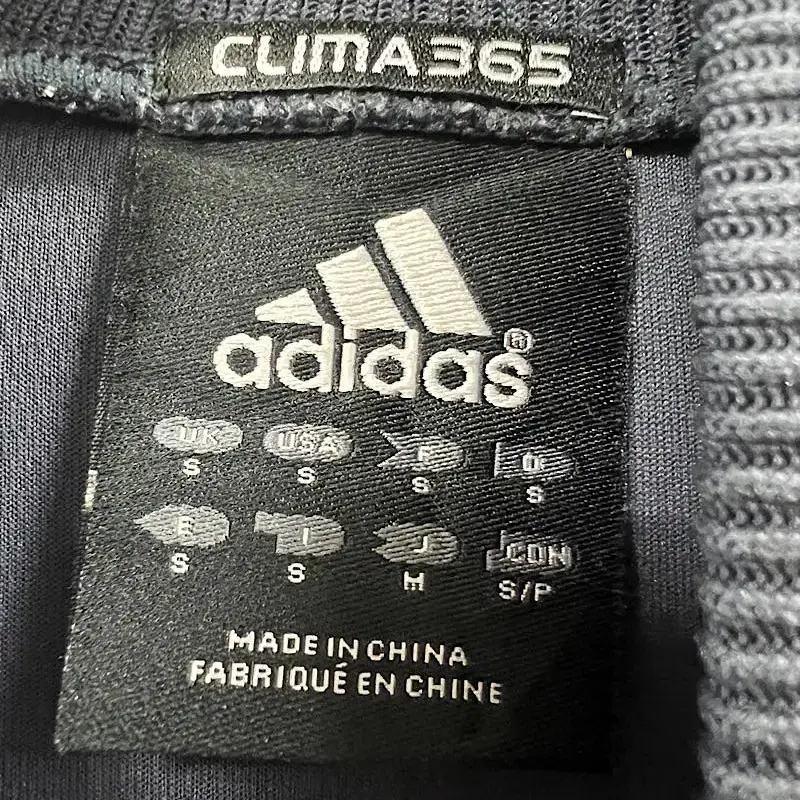 CLIMA365
adidas®
UK USA F D
S S S S
E I J CDN
S S M S/P
MADE IN CHINA
FABRIQUÉ EN CHINE